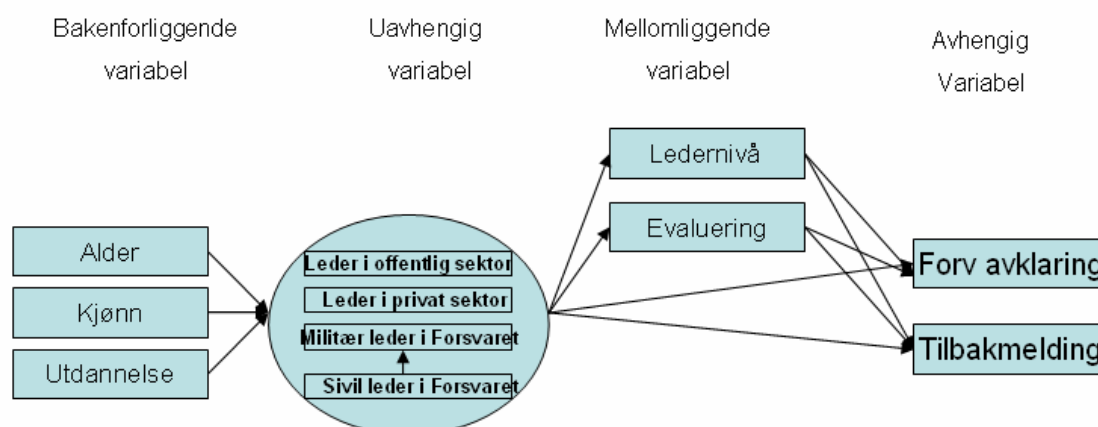 Bakenforliggende
variabel
Uavhengig
variabel
Mellomliggende
variabel
Avhengig
Variabel
Alder
Kjønn
Utdannelse
Leder i offentlig sektor
Leder i privat sektor
Militær leder i Forsvaret
Sivil leder i Forsvaret
Ledernivå
Evaluering
Forv avklaring
Tilbakmelding